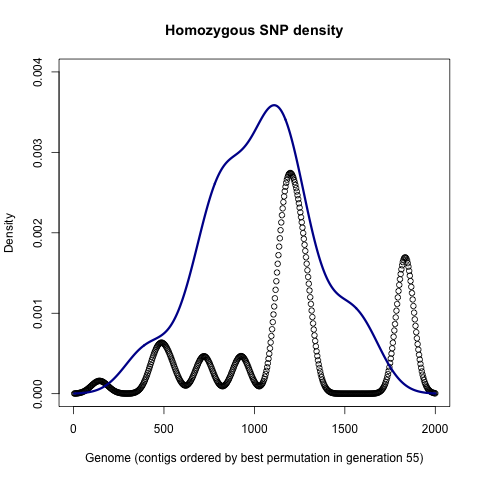 Homozygous SNP density
Density
0.004
0.003
0.002
0.001
0.000
0 500 1000 1500 2000
Genome (contigs ordered by best permutation in generation 55)